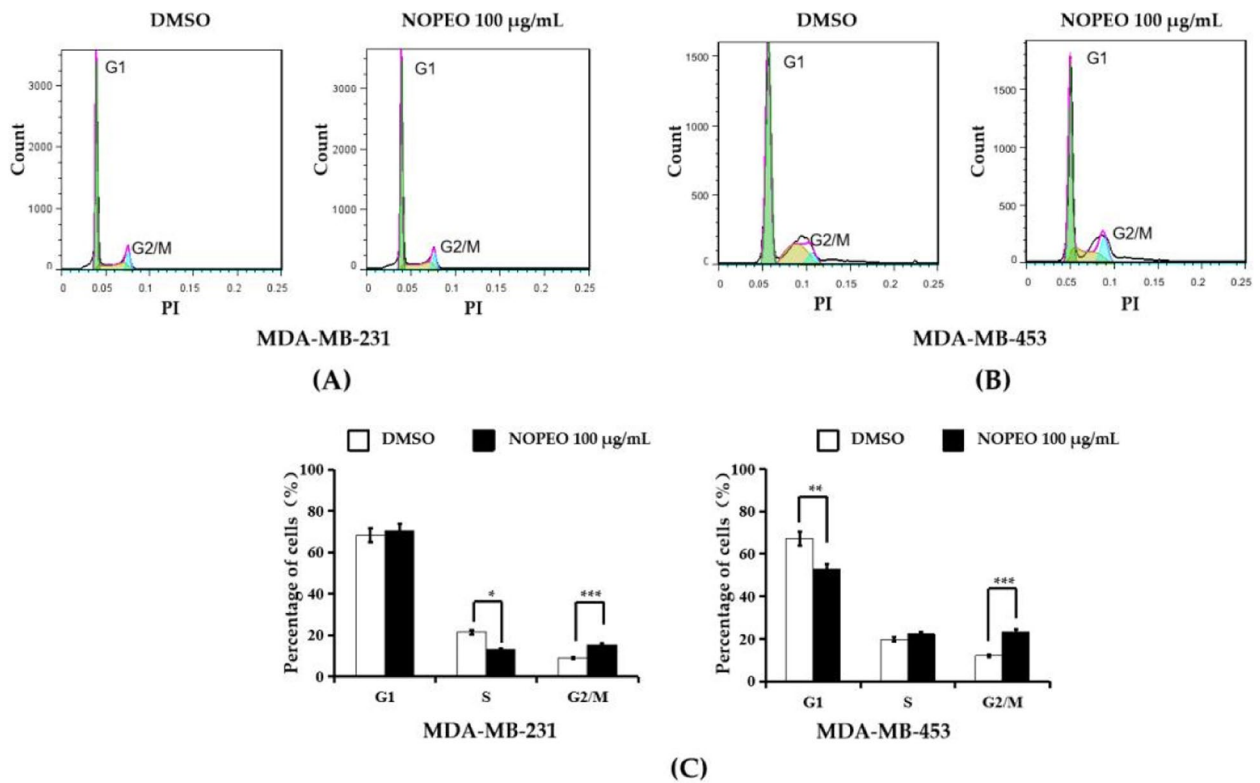 DMSO
NOPEO 100 μg/mL
DMSO
NOPEO 100 μg/mL
G1
G2/M
Count
3000
2000
1000
0
0 0.05 0.1 0.15 0.2 0.25
PI
G1
G2/M
Count
3000
2000
1000
0
0 0.05 0.1 0.15 0.2 0.25
PI
MDA-MB-231
(A)
G1
G2/M
Count
1500
1000
500
0
0 0.05 0.1 0.15 0.2 0.25
PI
G1
G2/M
Count
1500
1000
500
0
0 0.05 0.1 0.15 0.2 0.25
PI
MDA-MB-453
(B)
DMSO NOPEO 100 μg/mL
Percentage of cells (%)
100
80
60
40
20
0
* ***
G1 S G2/M
MDA-MB-231
DMSO NOPEO 100 μg/mL
Percentage of cells (%)
100
80
60
40
20
0
** ***
G1 S G2/M
MDA-MB-453
(C)